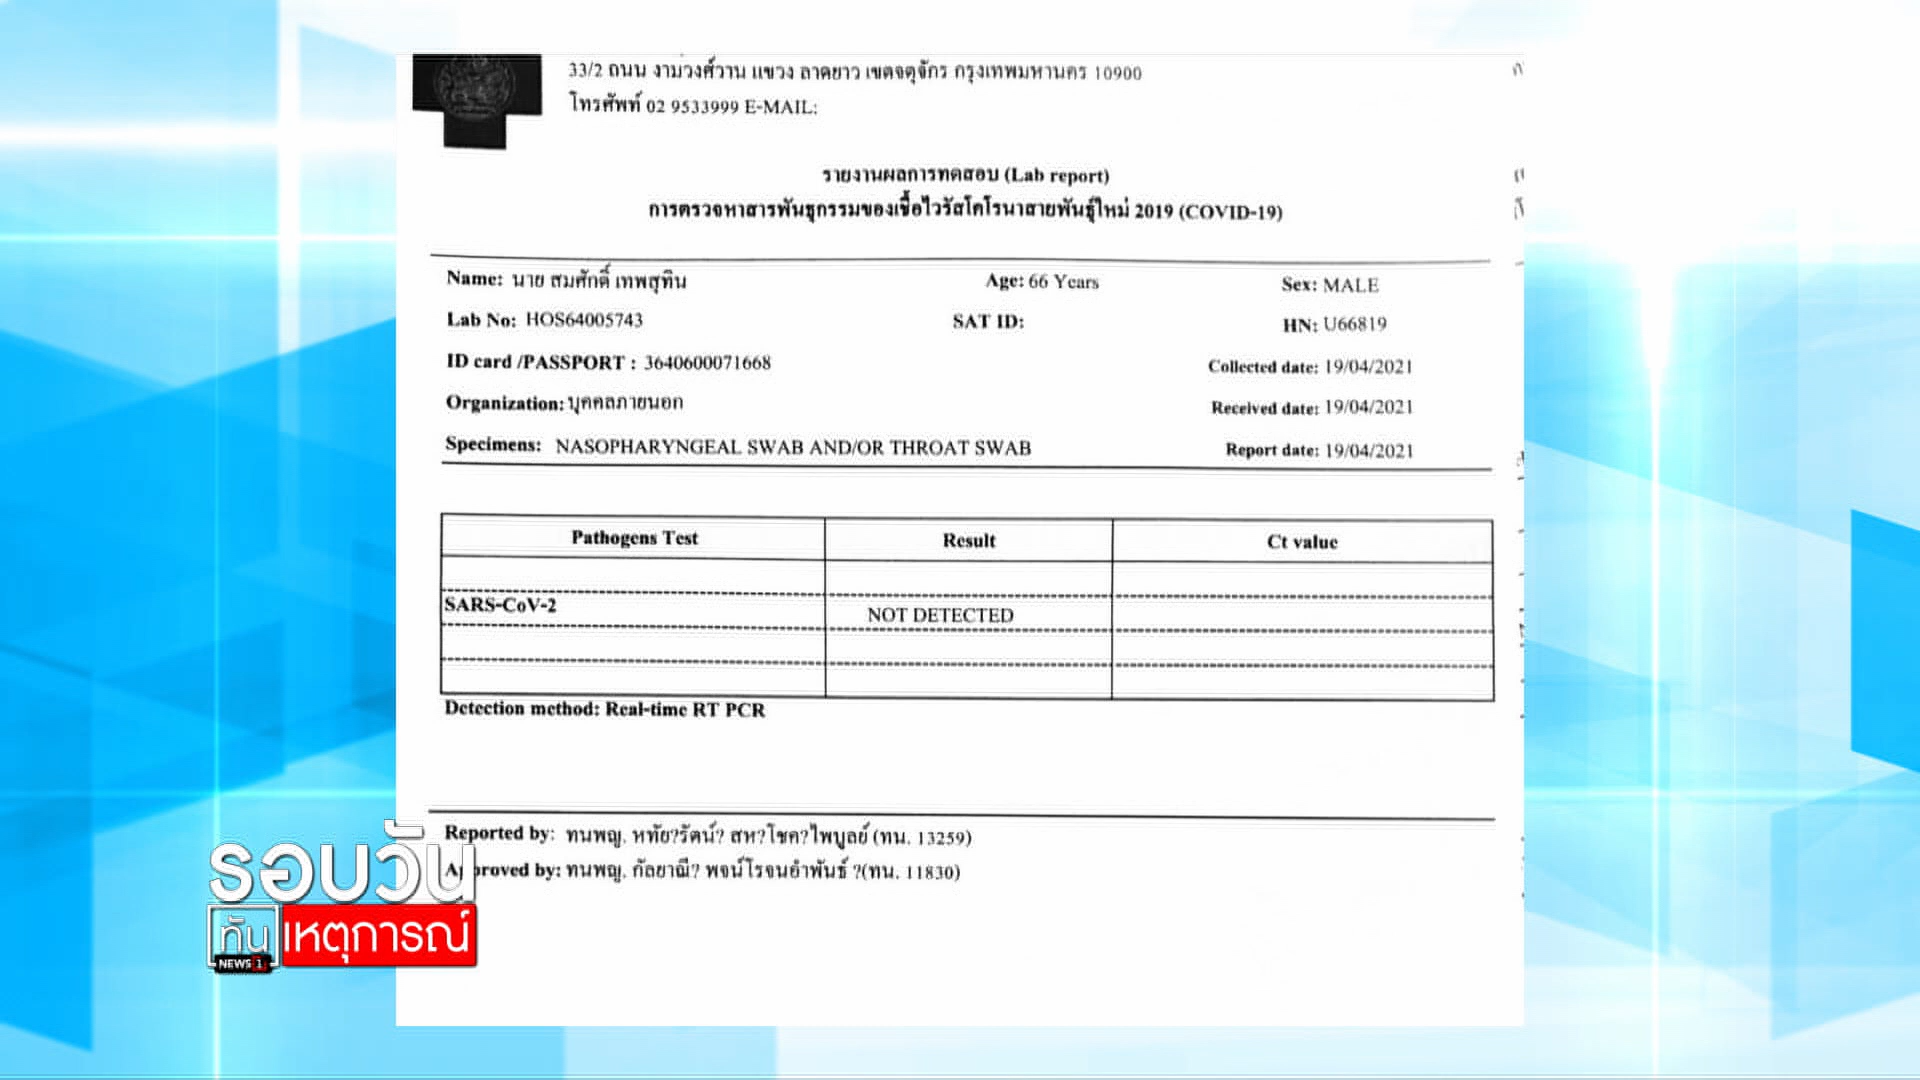 33/2 ถนน งามวงศ์วาน แขวง ลาดยาว เขตจตุจักร กรุงเทพมหานคร 10900
โทรศัพท์ 02 9533999 E-MAIL:
รายงานผลการทดสอบ (Lab report)
การตรวจหาสารพันธุกรรมของเชื้อไวรัสโคโรนาสายพันธุ์ใหม่ 2019 (COVID-19)
Name: นาย สมศักดิ์ เทพสุทิน Age: 66 Years Sex: MALE
Lab No: HOS64005743 SAT ID: HN: U66819
ID card /PASSPORT : 3640600071668 Collected date: 19/04/2021
Organization: บุคคลภายนอก Received date: 19/04/2021
Specimens: NASOPHARYNGEAL SWAB AND/OR THROAT SWAB Report date: 19/04/2021
Pathogens Test Result Ct value
SARS-CoV-2 NOT DETECTED
Detection method: Real-time RT PCR
Reported by: ทนพญ. หทัย?รัตน์? สห?โชค?ไพบูลย์ (ทน. 13259)
Approved by: ทนพญ. กัลยาณี? พจน์โรจนอำพันธ์ ?(ทน. 11830)
รอบวัน
ทัน เหตุการณ์
NEWS 1